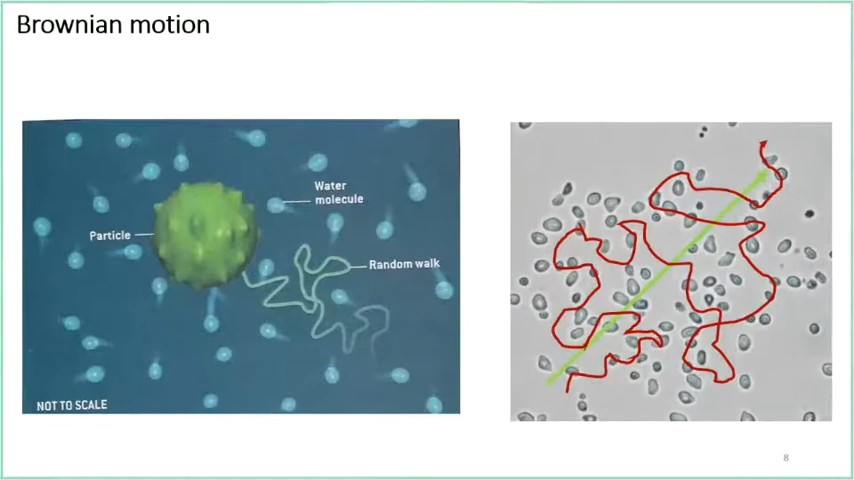 Brownian motion
Water
molecule
Particle
Random walk
NOT TO SCALE
8